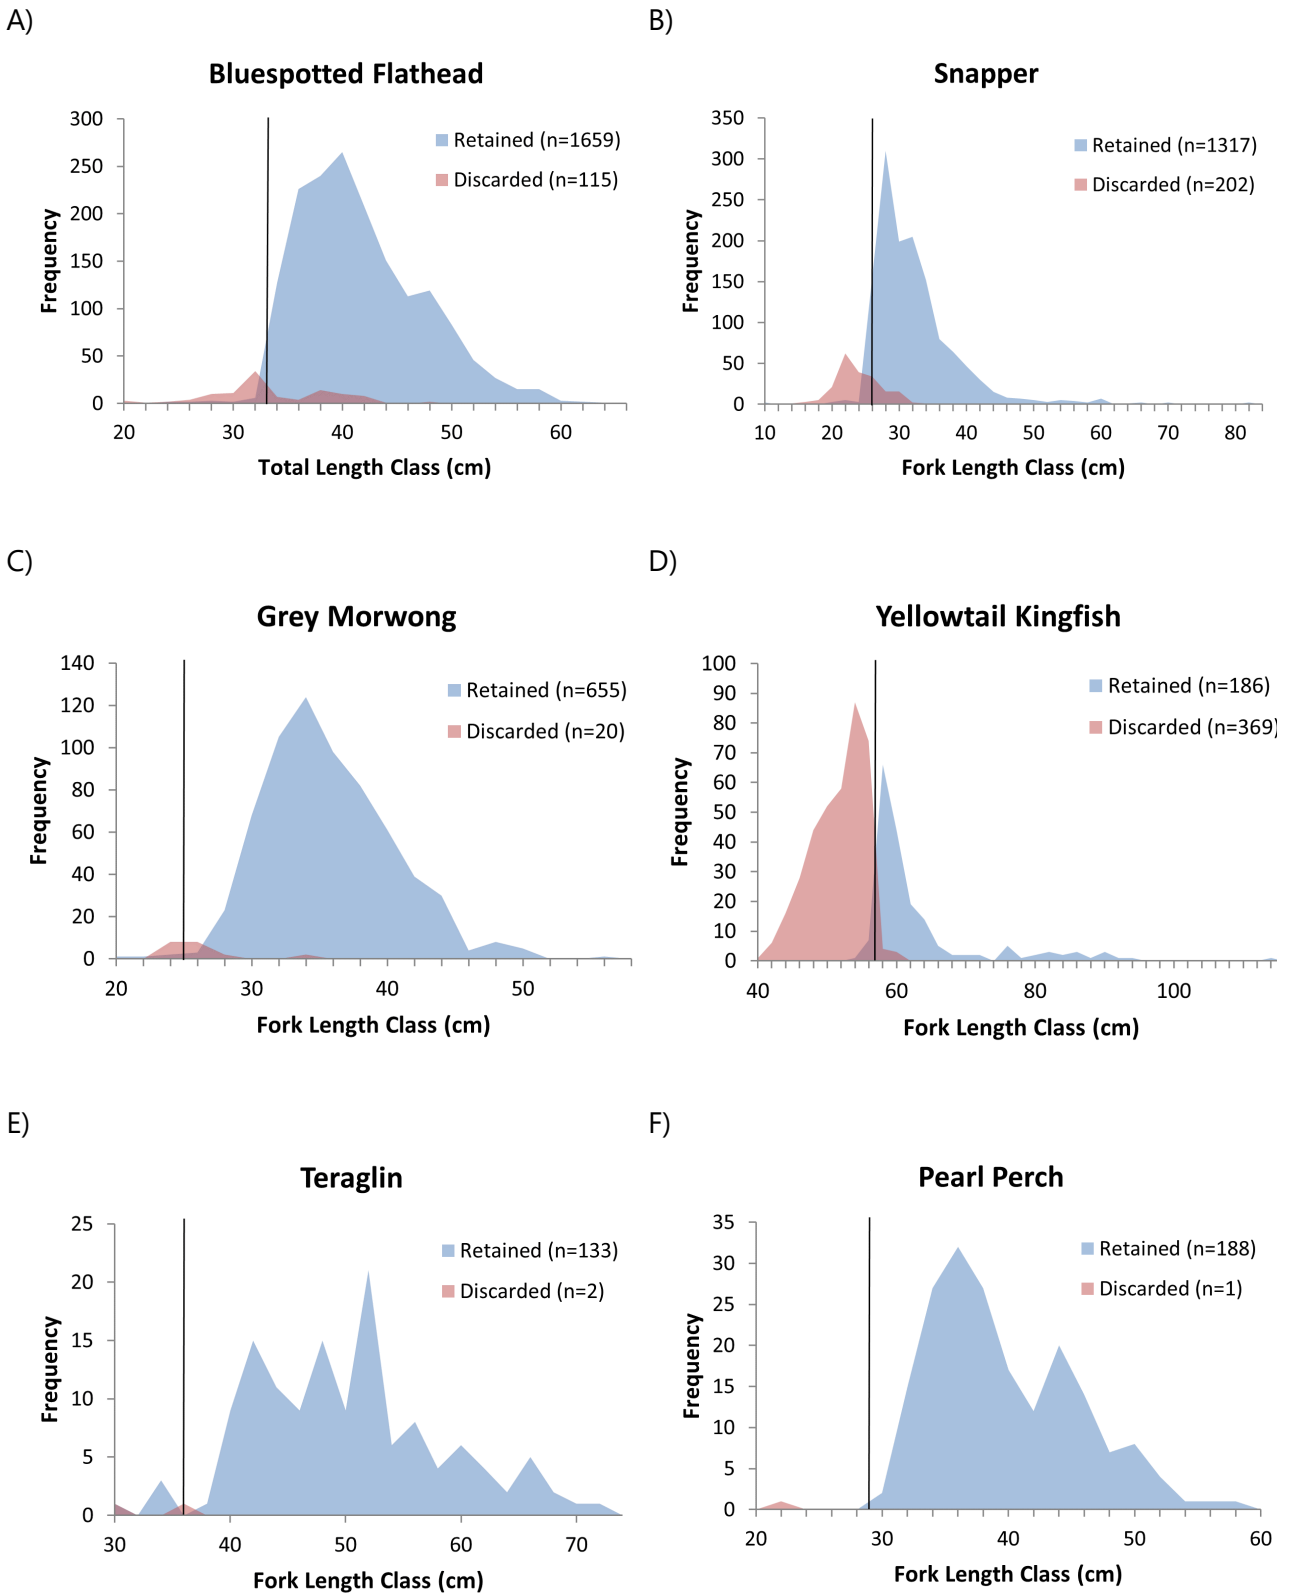 A)
Bluespotted Flathead
300
250
200
150
100
50
0
Frequency
Retained (n=1659)
Discarded (n=115)
20 30 40 50 60
Total Length Class (cm)
B)
Snapper
350
300
250
200
150
100
50
0
Frequency
Retained (n=1317)
Discarded (n=202)
10 20 30 40 50 60 70 80
Fork Length Class (cm)
C)
Grey Morwong
140
120
100
80
60
40
20
0
Frequency
Retained (n=655)
Discarded (n=20)
20 30 40 50
Fork Length Class (cm)
D)
Yellowtail Kingfish
100
90
80
70
60
50
40
30
20
10
0
Frequency
Retained (n=186)
Discarded (n=369)
40 60 80 100
Fork Length Class (cm)
E)
Teraglin
25
20
15
10
5
0
Frequency
Retained (n=133)
Discarded (n=2)
30 40 50 60 70
Fork Length Class (cm)
F)
Pearl Perch
35
30
25
20
15
10
5
0
Frequency
Retained (n=188)
Discarded (n=1)
20 30 40 50 60
Fork Length Class (cm)